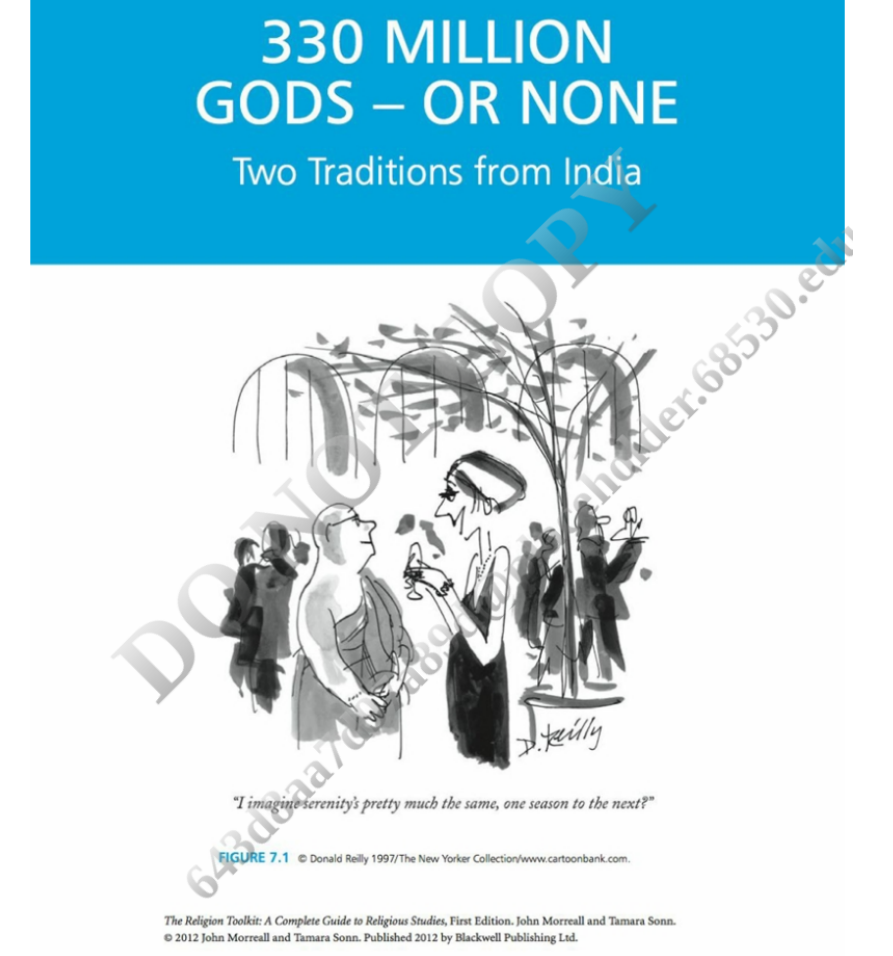 330 MILLION
GODS – OR NONE
Two Traditions from India
DO NOT COPY
D. Reilly
"I imagine serenity's pretty much the same, one season to the next?"
FIGURE 7.1 © Donald Reilly 1997/The New Yorker Collection/www.cartoonbank.com.
The Religion Toolkit: A Complete Guide to Religious Studies, First Edition. John Morreall and Tamara Sonn.
© 2012 John Morreall and Tamara Sonn. Published 2012 by Blackwell Publishing Ltd.